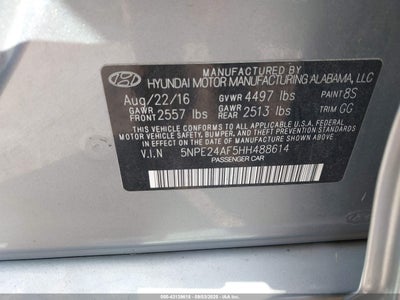 HYUNDAI MOTOR MANUFACTURING ALABAMA, LLC
Aug/22/16 GVWR 4497 lbs PAINT 8S
GAWR FRONT 2557 lbs GAWR REAR 2513 lbs TRIM GG
THIS VEHICLE CONFORMS TO ALL APPLICABLE FEDERAL
MOTOR VEHICLE SAFETY, BUMPER, AND THEFT PREVENTION
STANDARDS IN EFFECT ON THE DATE OF MANUFACTURE SHOWN ABOVE.
V.I.N 5NPE24AF5HH488614
PASSENGER CAR